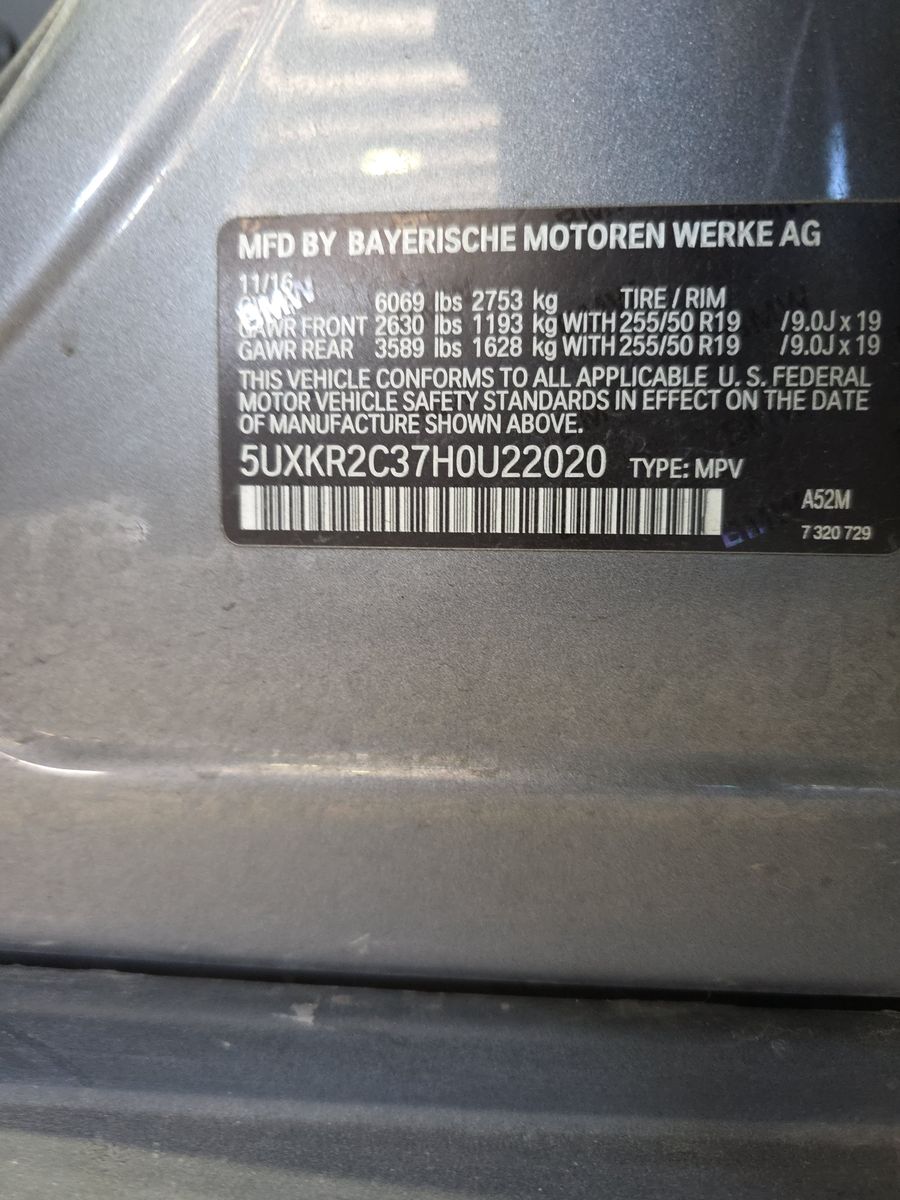 MFD BY BAYERISCHE MOTOREN WERKE AG
11/16
6069 lbs 2753 kg TIRE / RIM
GAWR FRONT 2630 lbs 1193 kg WITH 255/50 R19 /9.0J x 19
GAWR REAR 3589 lbs 1628 kg WITH 255/50 R19 /9.0J x 19
THIS VEHICLE CONFORMS TO ALL APPLICABLE U. S. FEDERAL
MOTOR VEHICLE SAFETY STANDARDS IN EFFECT ON THE DATE
OF MANUFACTURE SHOWN ABOVE.
5UXKR2C37H0U22020 TYPE: MPV
A52M
7 320 729
BMW